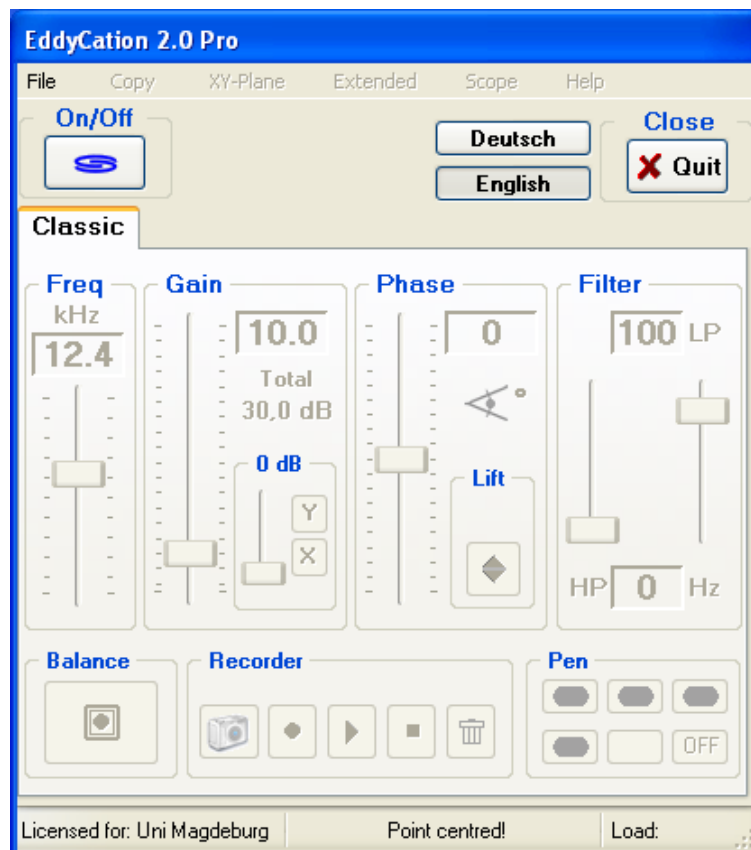 EddyCation 2.0 Pro
File Copy XY-Plane Extended Scope Help
On/Off
Deutsch
English
Close
Quit
Classic
Freq
kHz
12.4
Gain
10.0
Total
30,0 dB
0 dB
Y
X
Phase
0
°
Lift
Filter
100 LP
HP 0 Hz
Balance
Recorder
Pen
OFF
Licensed for: Uni Magdeburg Point centred! Load: